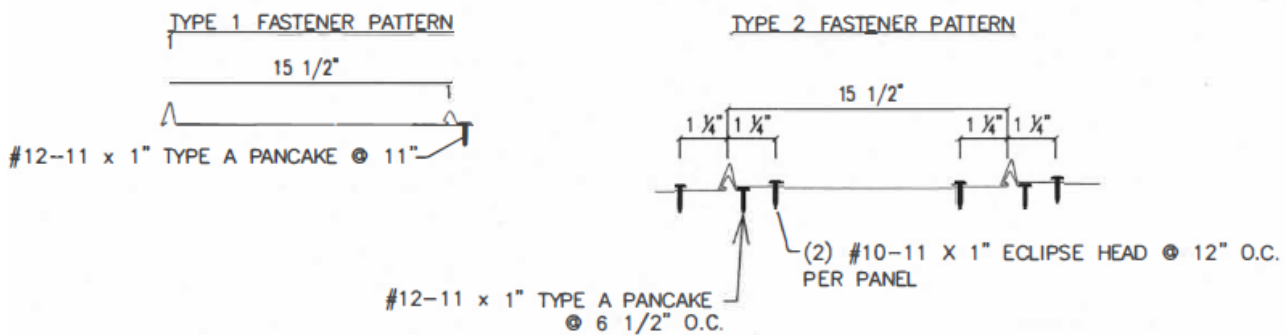 TYPE 1 FASTENER PATTERN
15 1/2"
#12-11 x 1" TYPE A PANCAKE @ 11"
TYPE 2 FASTENER PATTERN
15 1/2"
1 1/4" 1 1/4" 1 1/4" 1 1/4"
(2) #10-11 X 1" ECLIPSE HEAD @ 12" O.C.
PER PANEL
#12-11 x 1" TYPE A PANCAKE
@ 6 1/2" O.C.